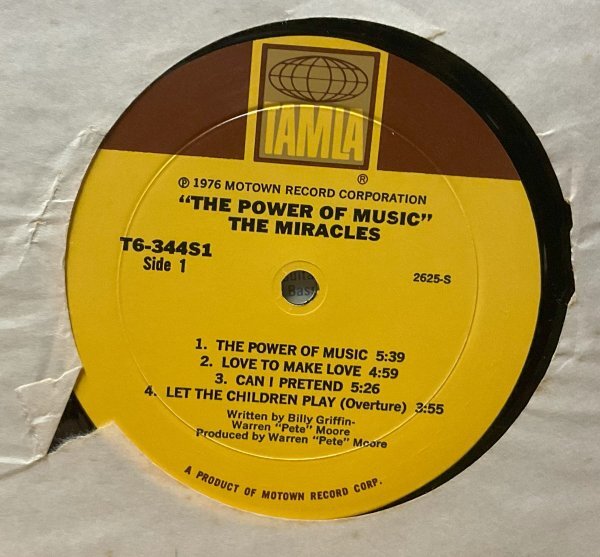 TAMLA
®
℗ 1976 MOTOWN RECORD CORPORATION
"THE POWER OF MUSIC"
THE MIRACLES
T6-344S1
Side 1
2625-S
1. THE POWER OF MUSIC 5:39
2. LOVE TO MAKE LOVE 4:59
3. CAN I PRETEND 5:26
4. LET THE CHILDREN PLAY (Overture) 3:55
Written by Billy Griffin-
Warren "Pete" Moore
Produced by Warren "Pete" Moore
A PRODUCT OF MOTOWN RECORD CORP.